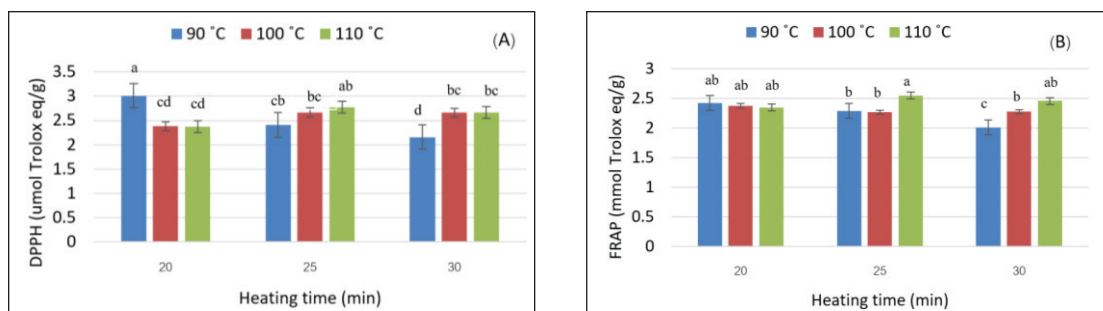 90 ˚C 100 ˚C 110 ˚C
(A)
DPPH (umol Trolox eq/g)
3.5
3
2.5
2
1.5
1
0.5
0
a cd cd
cb bc ab
d bc bc
20 25 30
Heating time (min)
90 ˚C 100 ˚C 110 ˚C
(B)
FRAP (mmol Trolox eq/g)
3
2.5
2
1.5
1
0.5
0
ab ab ab
b b a
c b ab
20 25 30
Heating time (min)